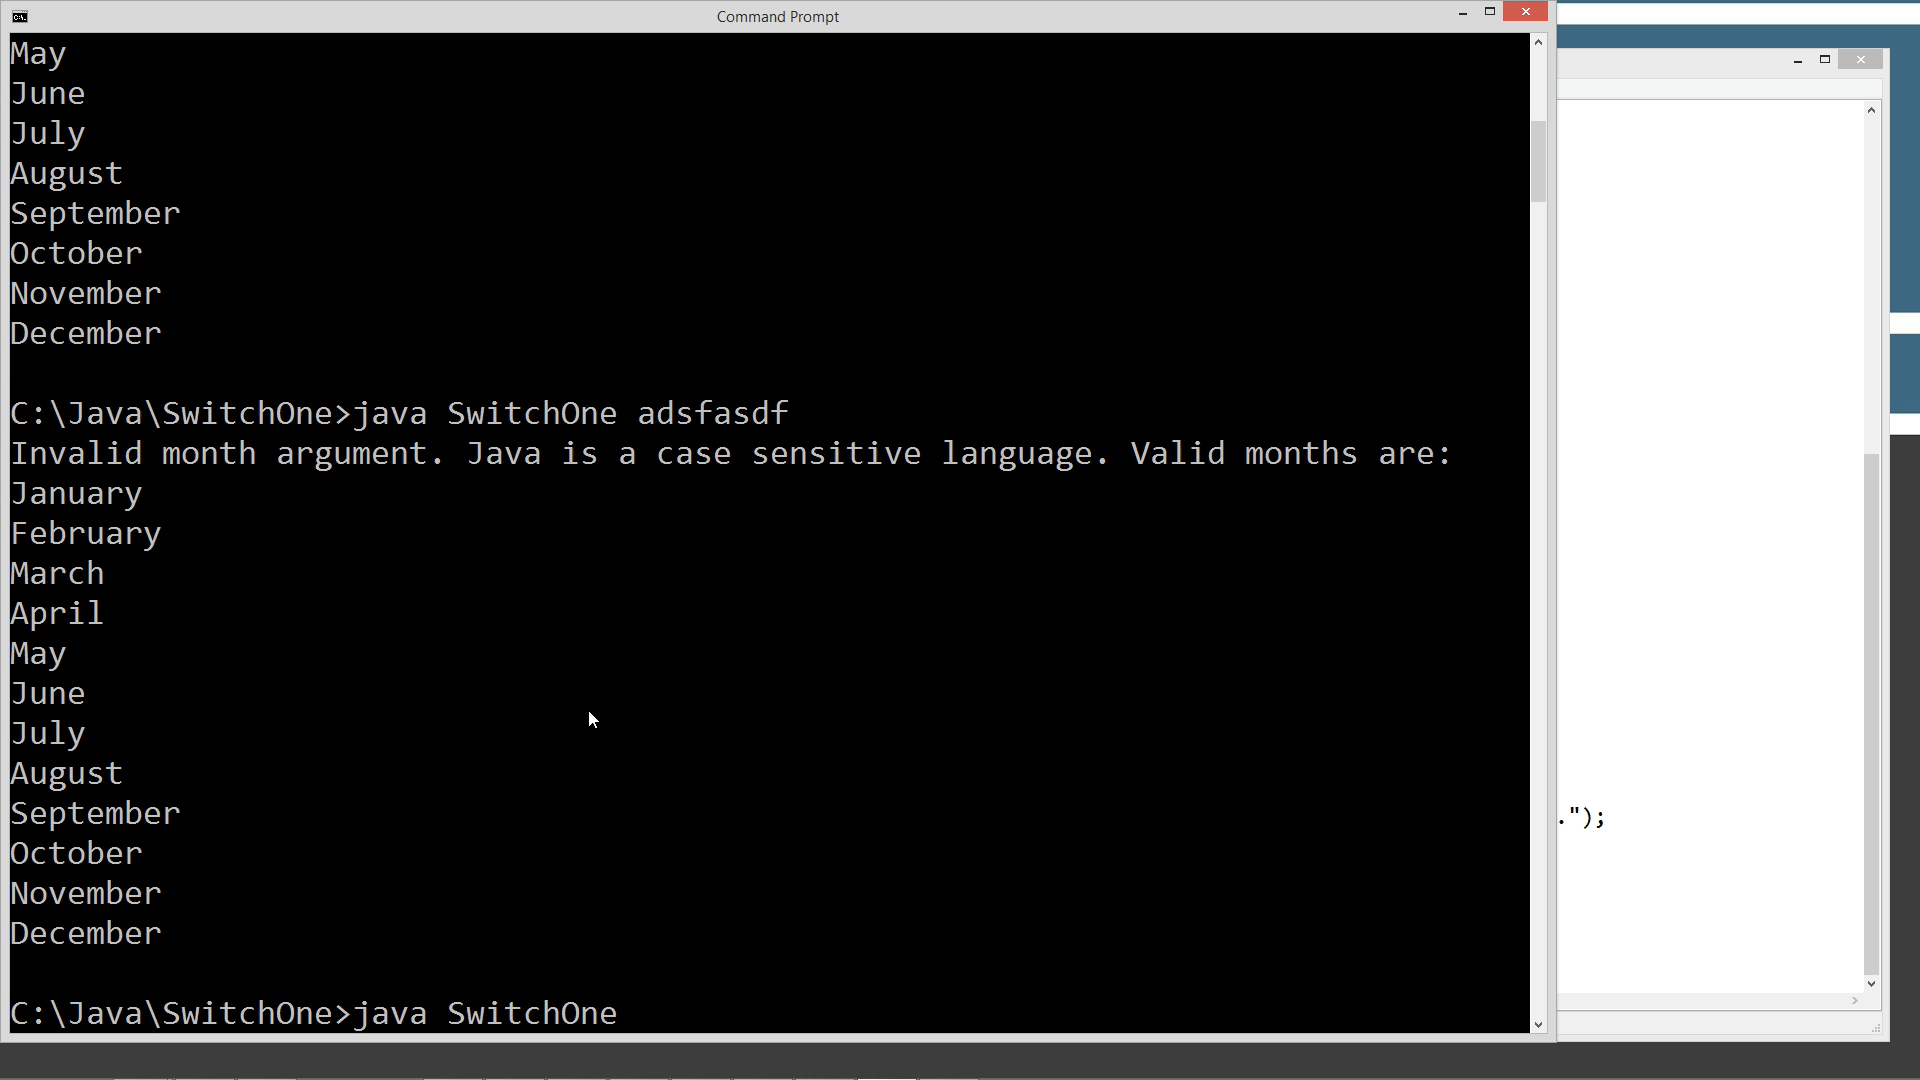 Command Prompt
May
June
July
August
September
October
November
December
C:\Java\SwitchOne>java SwitchOne adsfasdf
Invalid month argument. Java is a case sensitive language. Valid months are:
January
February
March
April
May
June
July
August
September
October
November
December
C:\Java\SwitchOne>java SwitchOne
.");